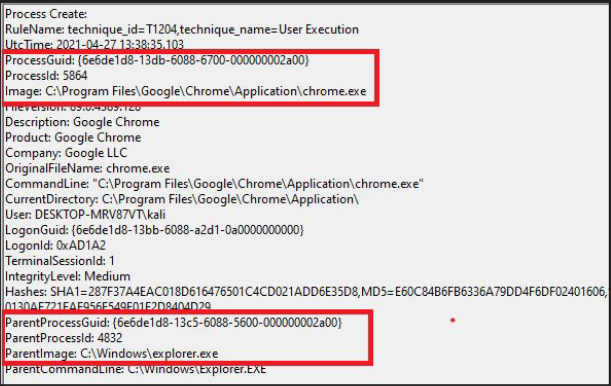 Process Create:
RuleName: technique_id=T1204,technique_name=User Execution
UtcTime: 2021-04-27 13:38:35.103
ProcessGuid: {6e6de1d8-13db-6088-6700-000000002a00}
ProcessId: 5864
Image: C:\Program Files\Google\Chrome\Application\chrome.exe
FileVersion: 89.0.4389.128
Description: Google Chrome
Product: Google Chrome
Company: Google LLC
OriginalFileName: chrome.exe
CommandLine: "C:\Program Files\Google\Chrome\Application\chrome.exe"
CurrentDirectory: C:\Program Files\Google\Chrome\Application\
User: DESKTOP-MRV87VT\kali
LogonGuid: {6e6de1d8-13bb-6088-a2d1-0a0000000000}
LogonId: 0xAD1A2
TerminalSessionId: 1
IntegrityLevel: Medium
Hashes: SHA1=287F37A4EAC018D616476501C4CD021ADD6E35D8,MD5=E60C84B6FB6336A79DD4F6DF02401606,
ParentProcessGuid: {6e6de1d8-13c5-6088-5600-000000002a00}
ParentProcessId: 4832
ParentImage: C:\Windows\explorer.exe
ParentCommandLine: C:\Windows\Explorer.EXE